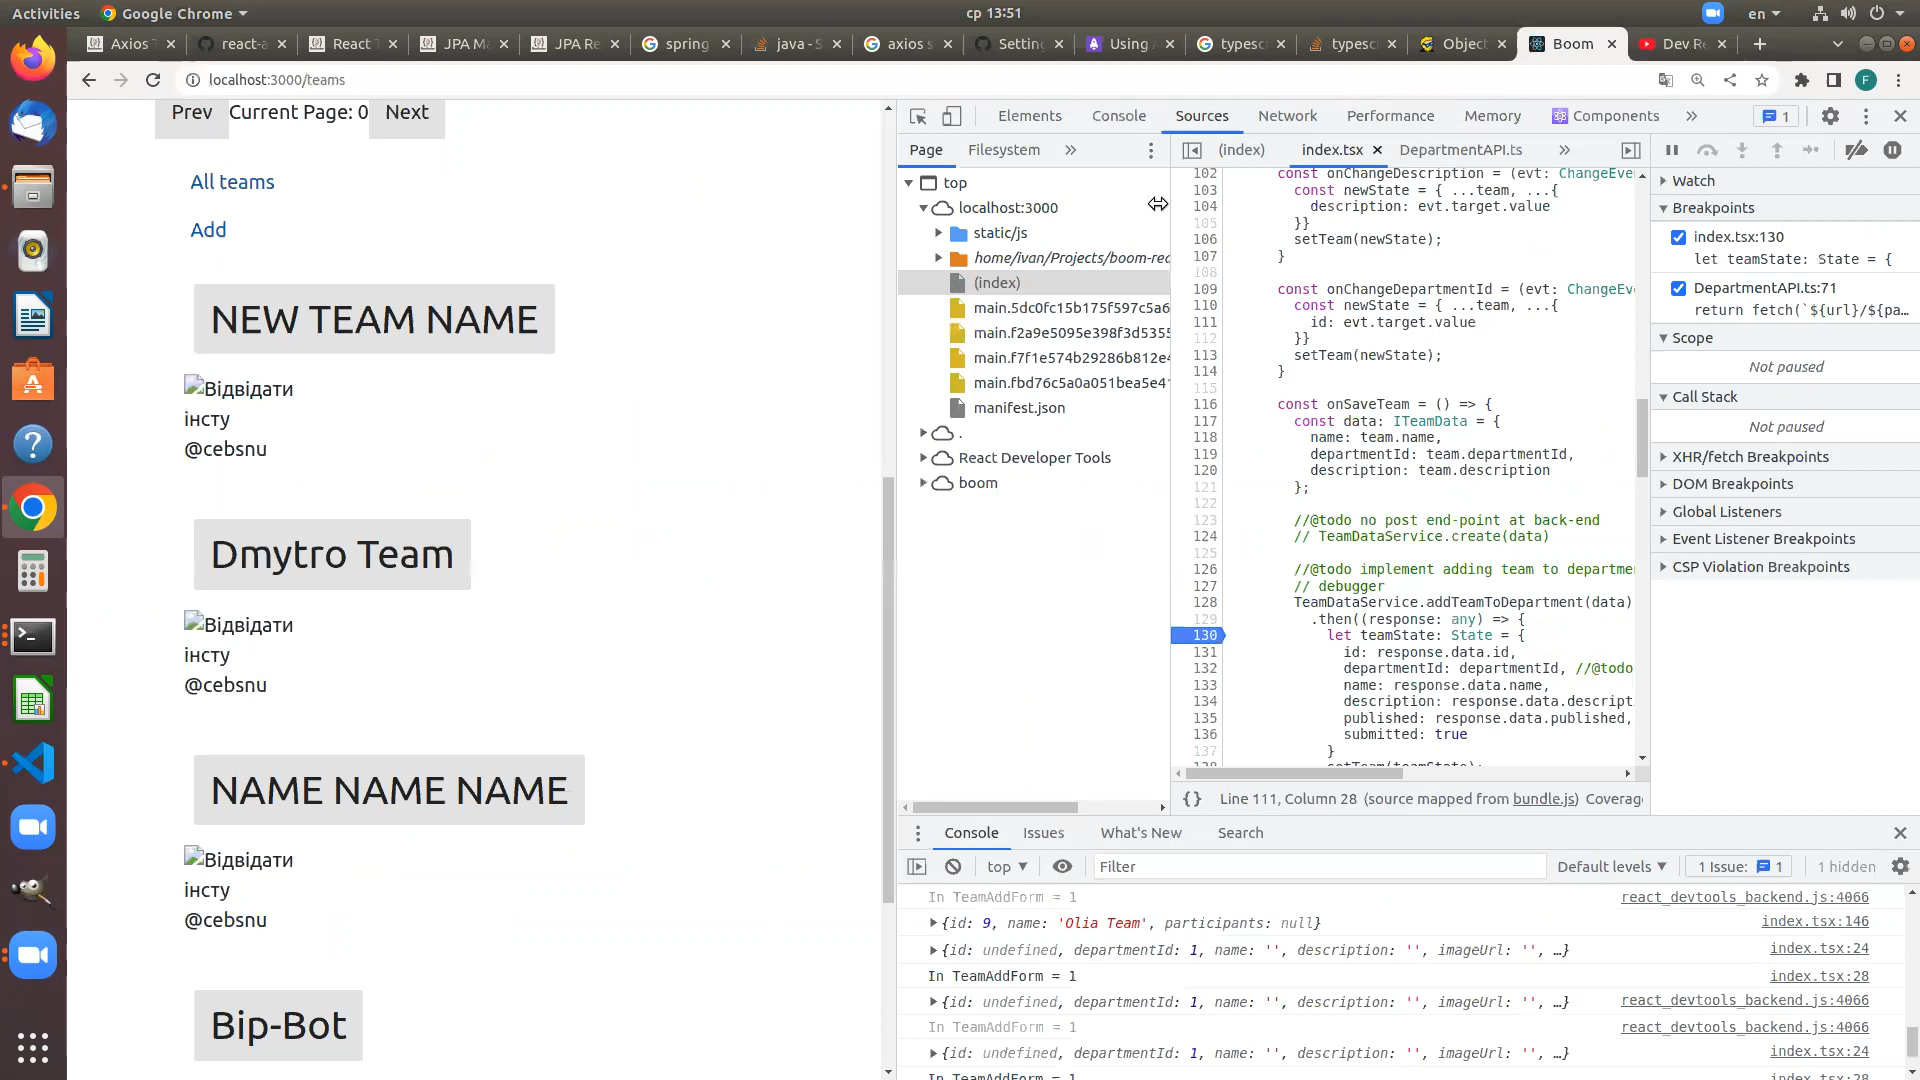 Activities
Google Chrome
ср 13:51
en
Axios T
react-a
React T
JPA Ma
JPA Re
spring
java - S
axios s
Setting
Using A
typesc
typesc
Object
Boom
Dev Re
localhost:3000/teams
F
Prev
Current Page: 0
Next
All teams
Add
NEW TEAM NAME
Відвідати
інсту
@cebsnu
Dmytro Team
Відвідати
інсту
@cebsnu
NAME NAME NAME
Відвідати
інсту
@cebsnu
Bip-Bot
Elements
Console
Sources
Network
Performance
Memory
Components
1
Page
Filesystem
(index)
index.tsx
DepartmentAPI.ts
top
localhost:3000
static/js
home/ivan/Projects/boom-rea
(index)
main.5dc0fc15b175f597c5a6
main.f2a9e5095e398f3d5355
main.f7f1e574b29286b812e4
main.fbd76c5a0a051bea5e41
manifest.json
.
React Developer Tools
boom
102 const onChangeDescription = (evt: ChangeEve
103 const newState = { ...team, ...{
104 description: evt.target.value
105 }}
106 setTeam(newState);
107 }
108
109 const onChangeDepartmentId = (evt: ChangeEv
110 const newState = { ...team, ...{
111 id: evt.target.value
112 }}
113 setTeam(newState);
114 }
115
116 const onSaveTeam = () => {
117 const data: ITeamData = {
118 name: team.name,
119 departmentId: team.departmentId,
120 description: team.description
121 };
122
123 //@todo no post end-point at back-end
124 // TeamDataService.create(data)
125
126 //@todo implement adding team to departmen
127 // debugger
128 TeamDataService.addTeamToDepartment(data)
129 .then((response: any) => {
130 let teamState: State = {
131 id: response.data.id,
132 departmentId: departmentId, //@todo
133 name: response.data.name,
134 description: response.data.descripti
135 published: response.data.published,
136 submitted: true
137 }
138 setTeam(teamState);
{} Line 111, Column 28 (source mapped from bundle.js) Coverag
Watch
Breakpoints
index.tsx:130
let teamState: State = {
DepartmentAPI.ts:71
return fetch(`${url}/${pa…
Scope
Not paused
Call Stack
Not paused
XHR/fetch Breakpoints
DOM Breakpoints
Global Listeners
Event Listener Breakpoints
CSP Violation Breakpoints
Console
Issues
What's New
Search
top
Filter
Default levels
1 Issue: 1
1 hidden
In TeamAddForm = 1 react_devtools_backend.js:4066
{id: 9, name: 'Olia Team', participants: null} index.tsx:146
{id: undefined, departmentId: 1, name: '', description: '', imageUrl: '', …} index.tsx:24
In TeamAddForm = 1 index.tsx:28
{id: undefined, departmentId: 1, name: '', description: '', imageUrl: '', …} react_devtools_backend.js:4066
In TeamAddForm = 1 react_devtools_backend.js:4066
{id: undefined, departmentId: 1, name: '', description: '', imageUrl: '', …} index.tsx:24
In TeamAddForm = 1 index.tsx:28